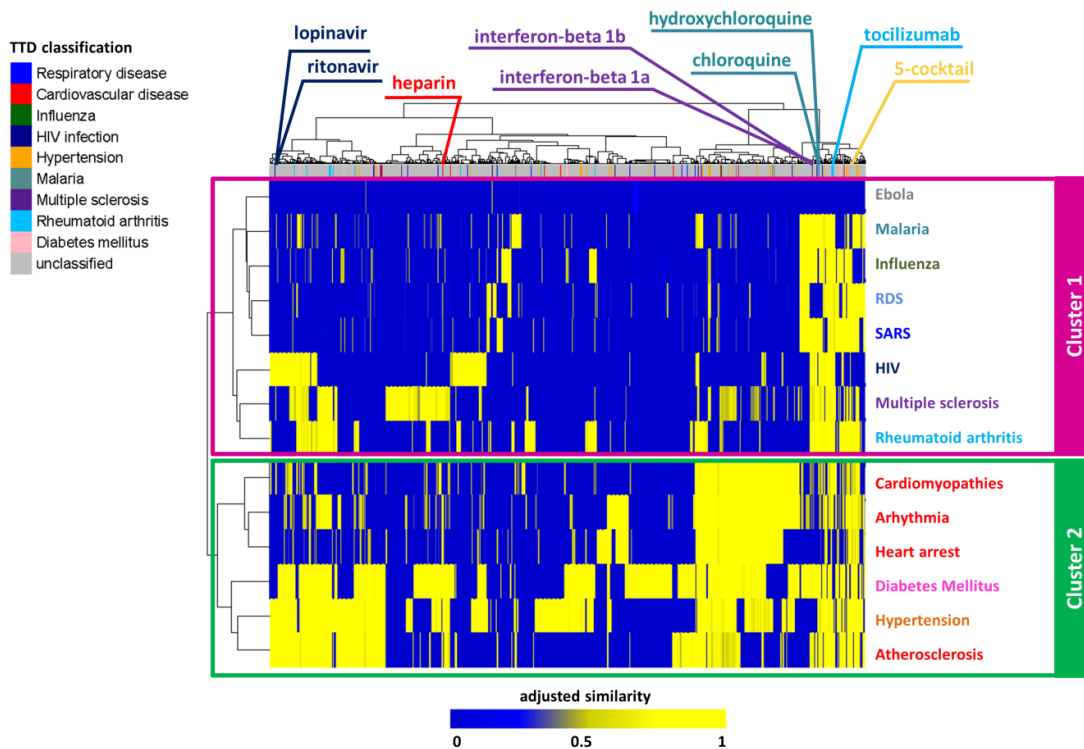 TTD classification
Respiratory disease
Cardiovascular disease
Influenza
HIV infection
Hypertension
Malaria
Multiple sclerosis
Rheumatoid arthritis
Diabetes mellitus
unclassified
lopinavir
ritonavir
heparin
interferon-beta 1b
interferon-beta 1a
hydroxychloroquine
chloroquine
tocilizumab
5-cocktail
Ebola
Malaria
Influenza
RDS
SARS
HIV
Multiple sclerosis
Rheumatoid arthritis
Cluster 1
Cardiomyopathies
Arhythmia
Heart arrest
Diabetes Mellitus
Hypertension
Atherosclerosis
Cluster 2
adjusted similarity
0 0.5 1